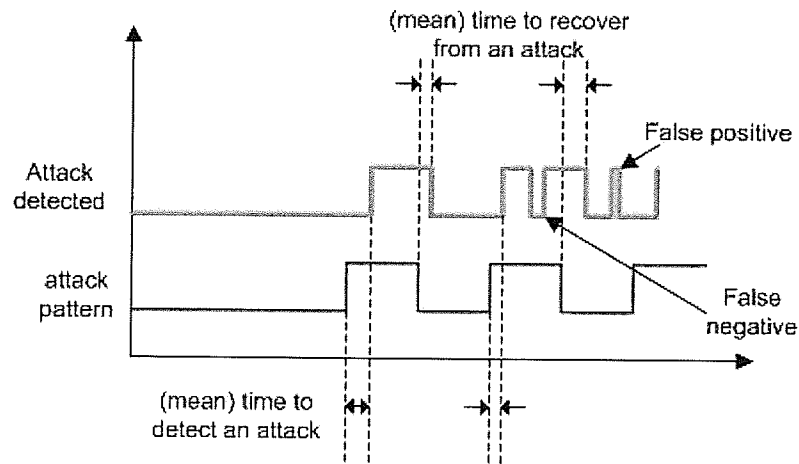 (mean) time to recover
from an attack
False positive
Attack
detected
attack
pattern
False
negative
(mean) time to
detect an attack